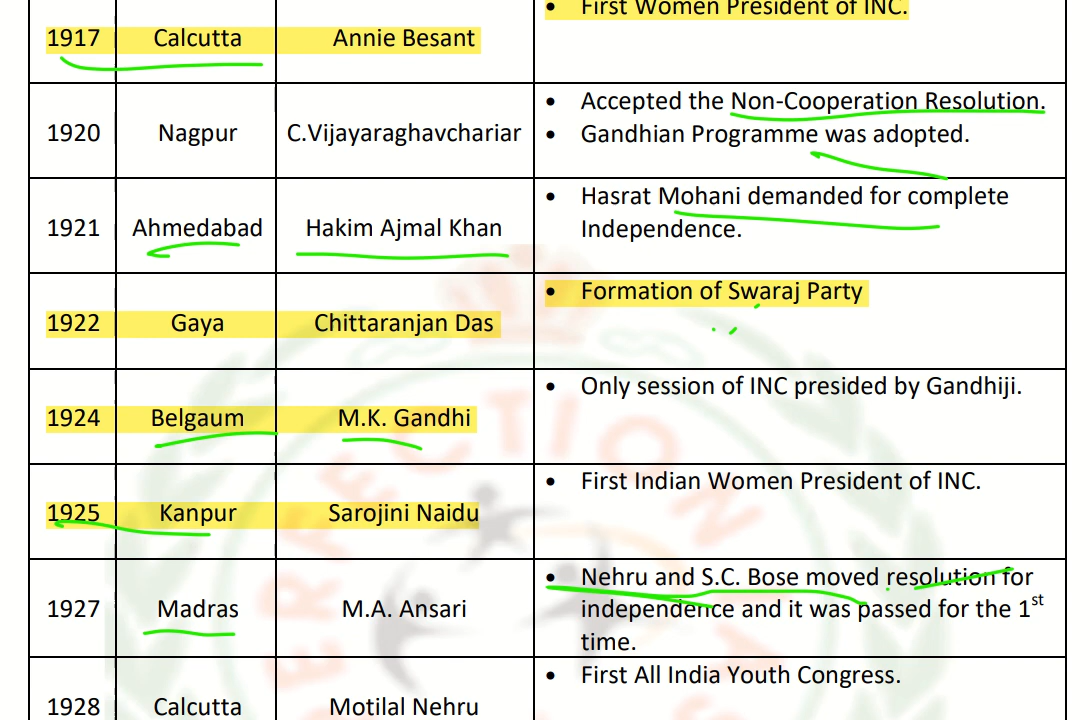 • First Women President of INC.
1917 Calcutta Annie Besant
• Accepted the Non-Cooperation Resolution.
1920 Nagpur C.Vijayaraghavchariar
• Gandhian Programme was adopted.
• Hasrat Mohani demanded for complete
1921 Ahmedabad Hakim Ajmal Khan
Independence.
• Formation of Swaraj Party
1922 Gaya Chittaranjan Das
• Only session of INC presided by Gandhiji.
1924 Belgaum M.K. Gandhi
• First Indian Women President of INC.
1925 Kanpur Sarojini Naidu
• Nehru and S.C. Bose moved resolution for
1927 Madras M.A. Ansari
independence and it was passed for the 1st
time.
• First All India Youth Congress.
1928 Calcutta Motilal Nehru